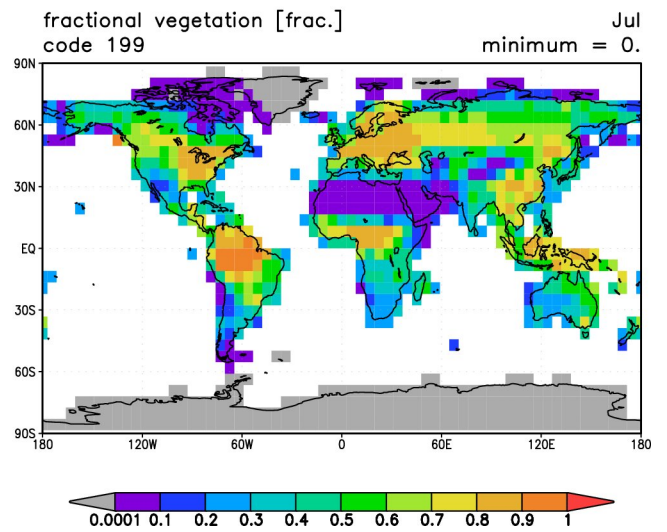 fractional vegetation [frac.] Jul
code 199 minimum = 0.
90N
60N
30N
EQ
30S
60S
90S
180 120W 60W 0 60E 120E 180
0.0001 0.1 0.2 0.3 0.4 0.5 0.6 0.7 0.8 0.9 1